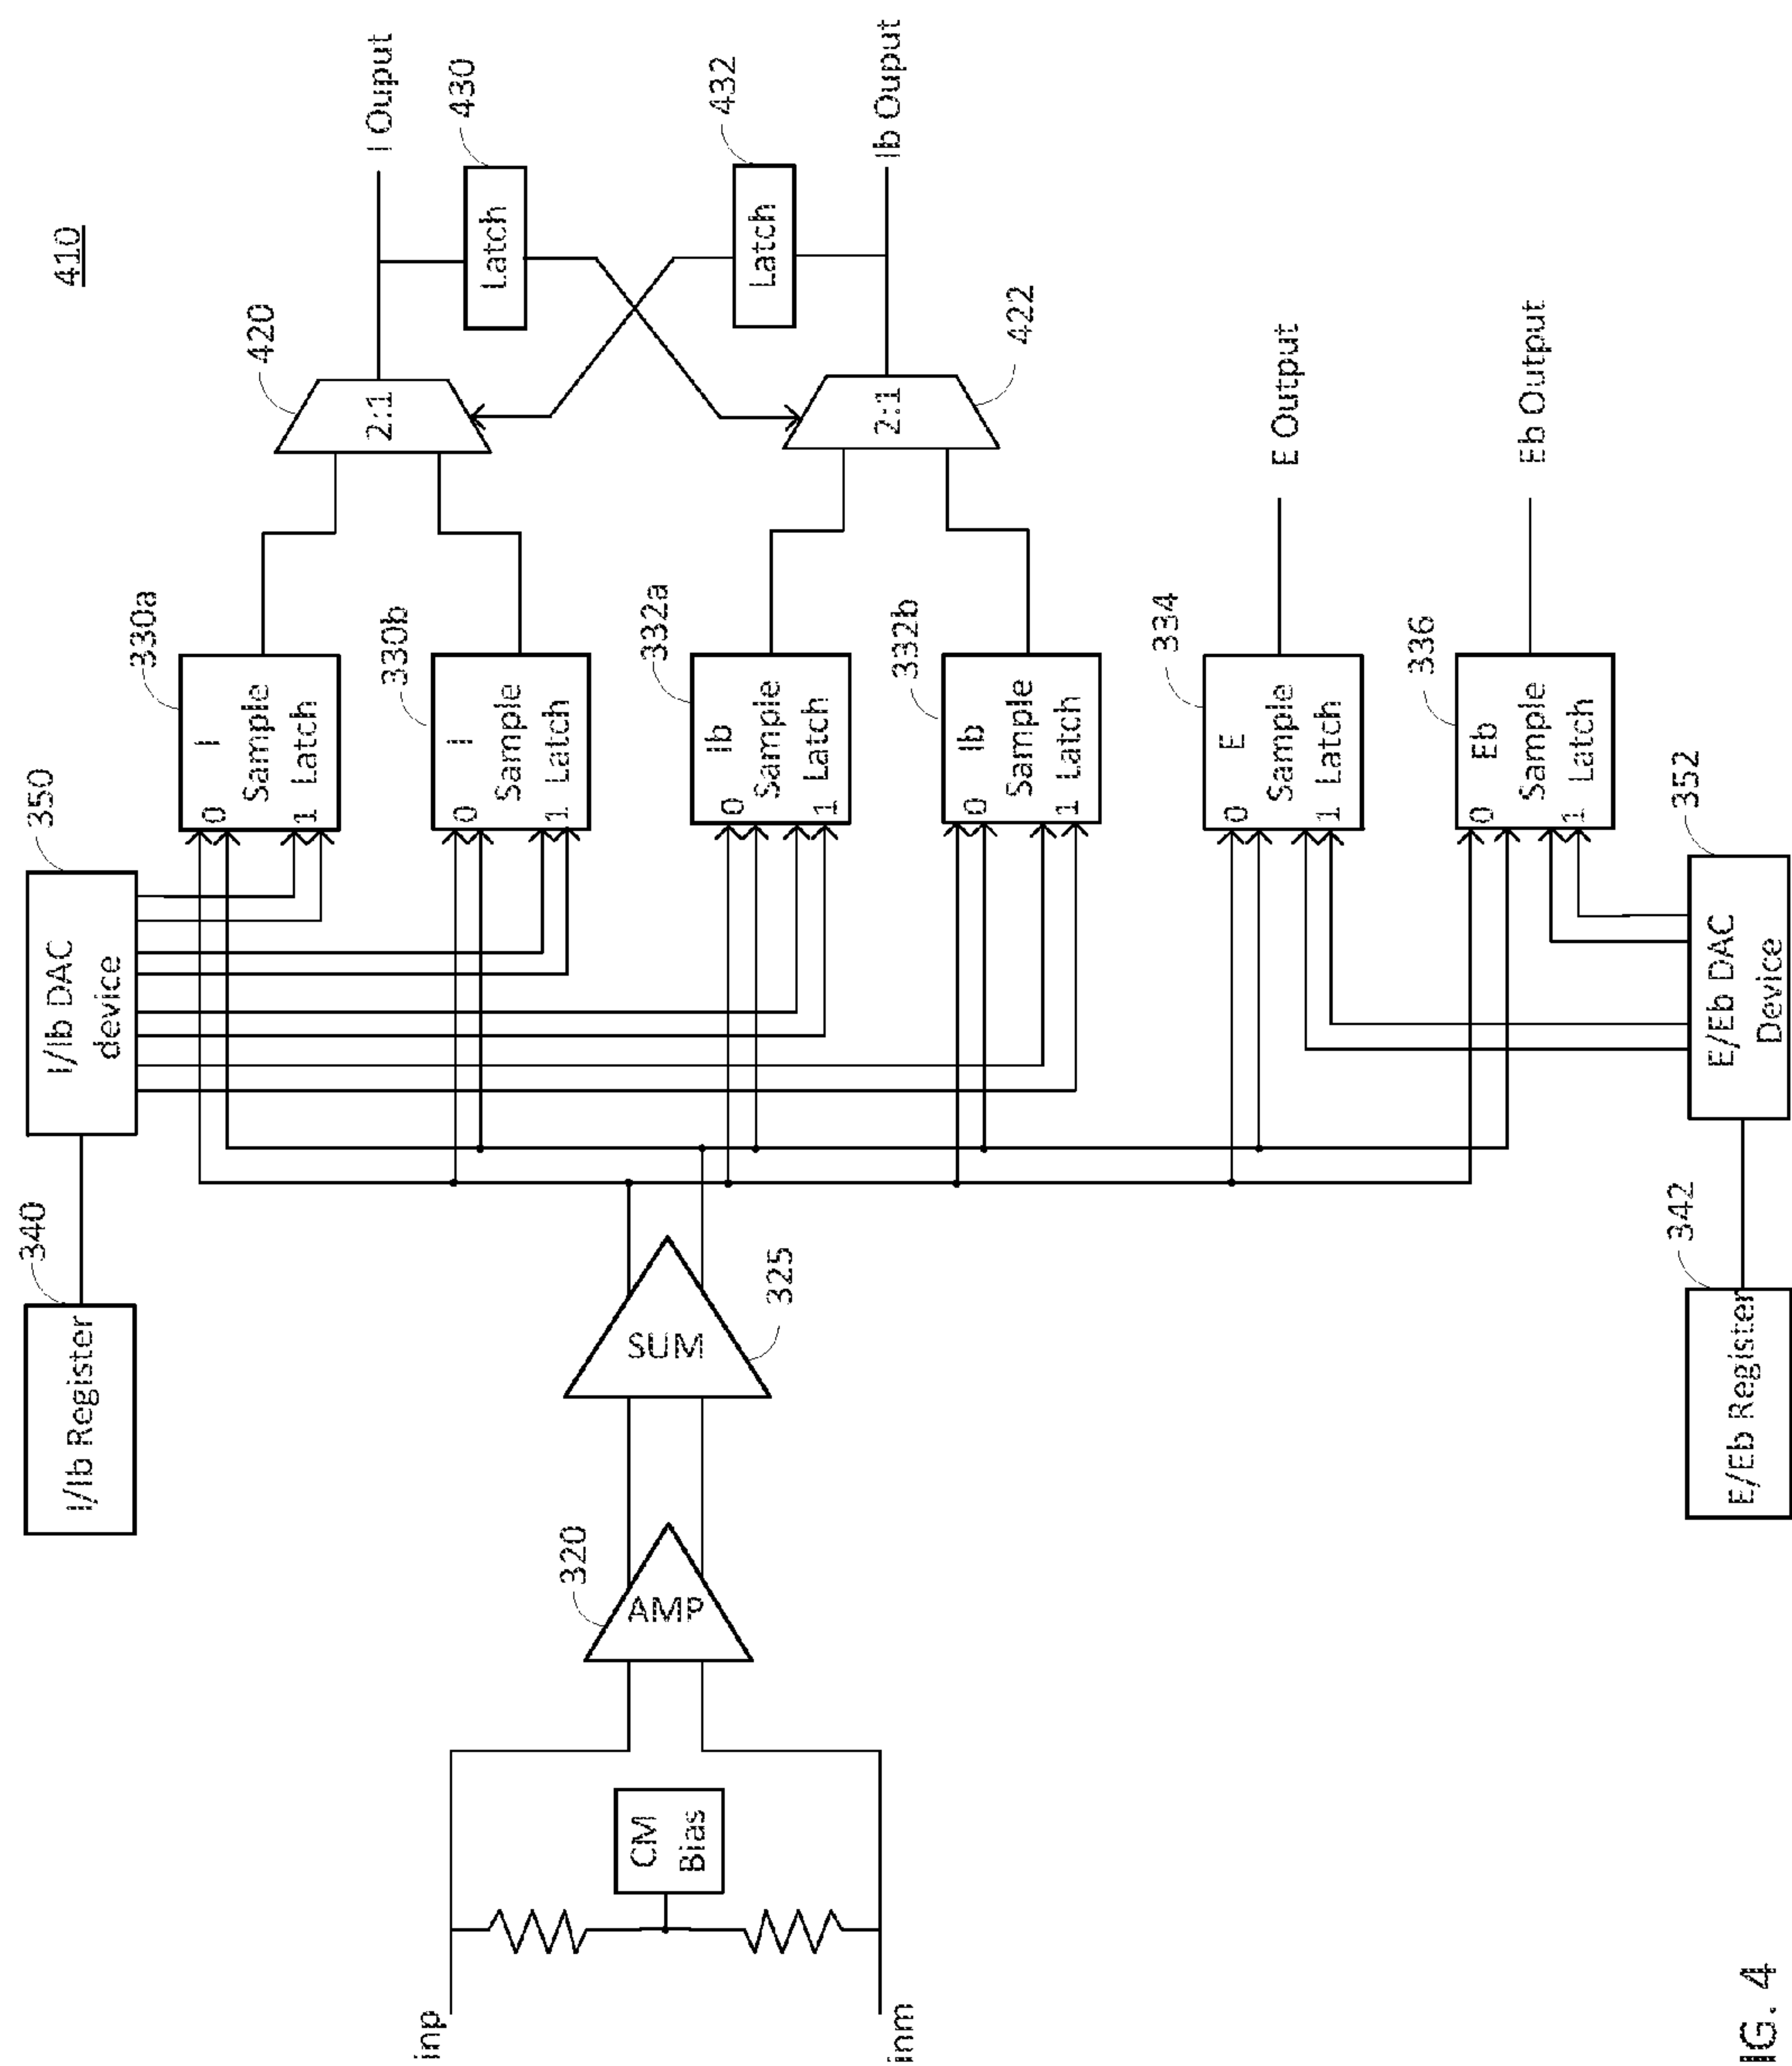 410
inp
inm
CM
Bias
320
AMP
325
SUM
340
I/Ib Register
350
I/Ib DAC
device
330a
I
0 Sample
1 Latch
330b
I
0 Sample
1 Latch
332a
Ib
0 Sample
1 Latch
332b
Ib
0 Sample
1 Latch
334
E
0 Sample
1 Latch
336
Eb
0 Sample
1 Latch
420
2:1
422
2:1
I Ouput
430
Latch
432
Latch
Ib Ouput
E Output
Eb Output
352
E/Eb DAC
Device
342
E/Eb Register
IG. 4